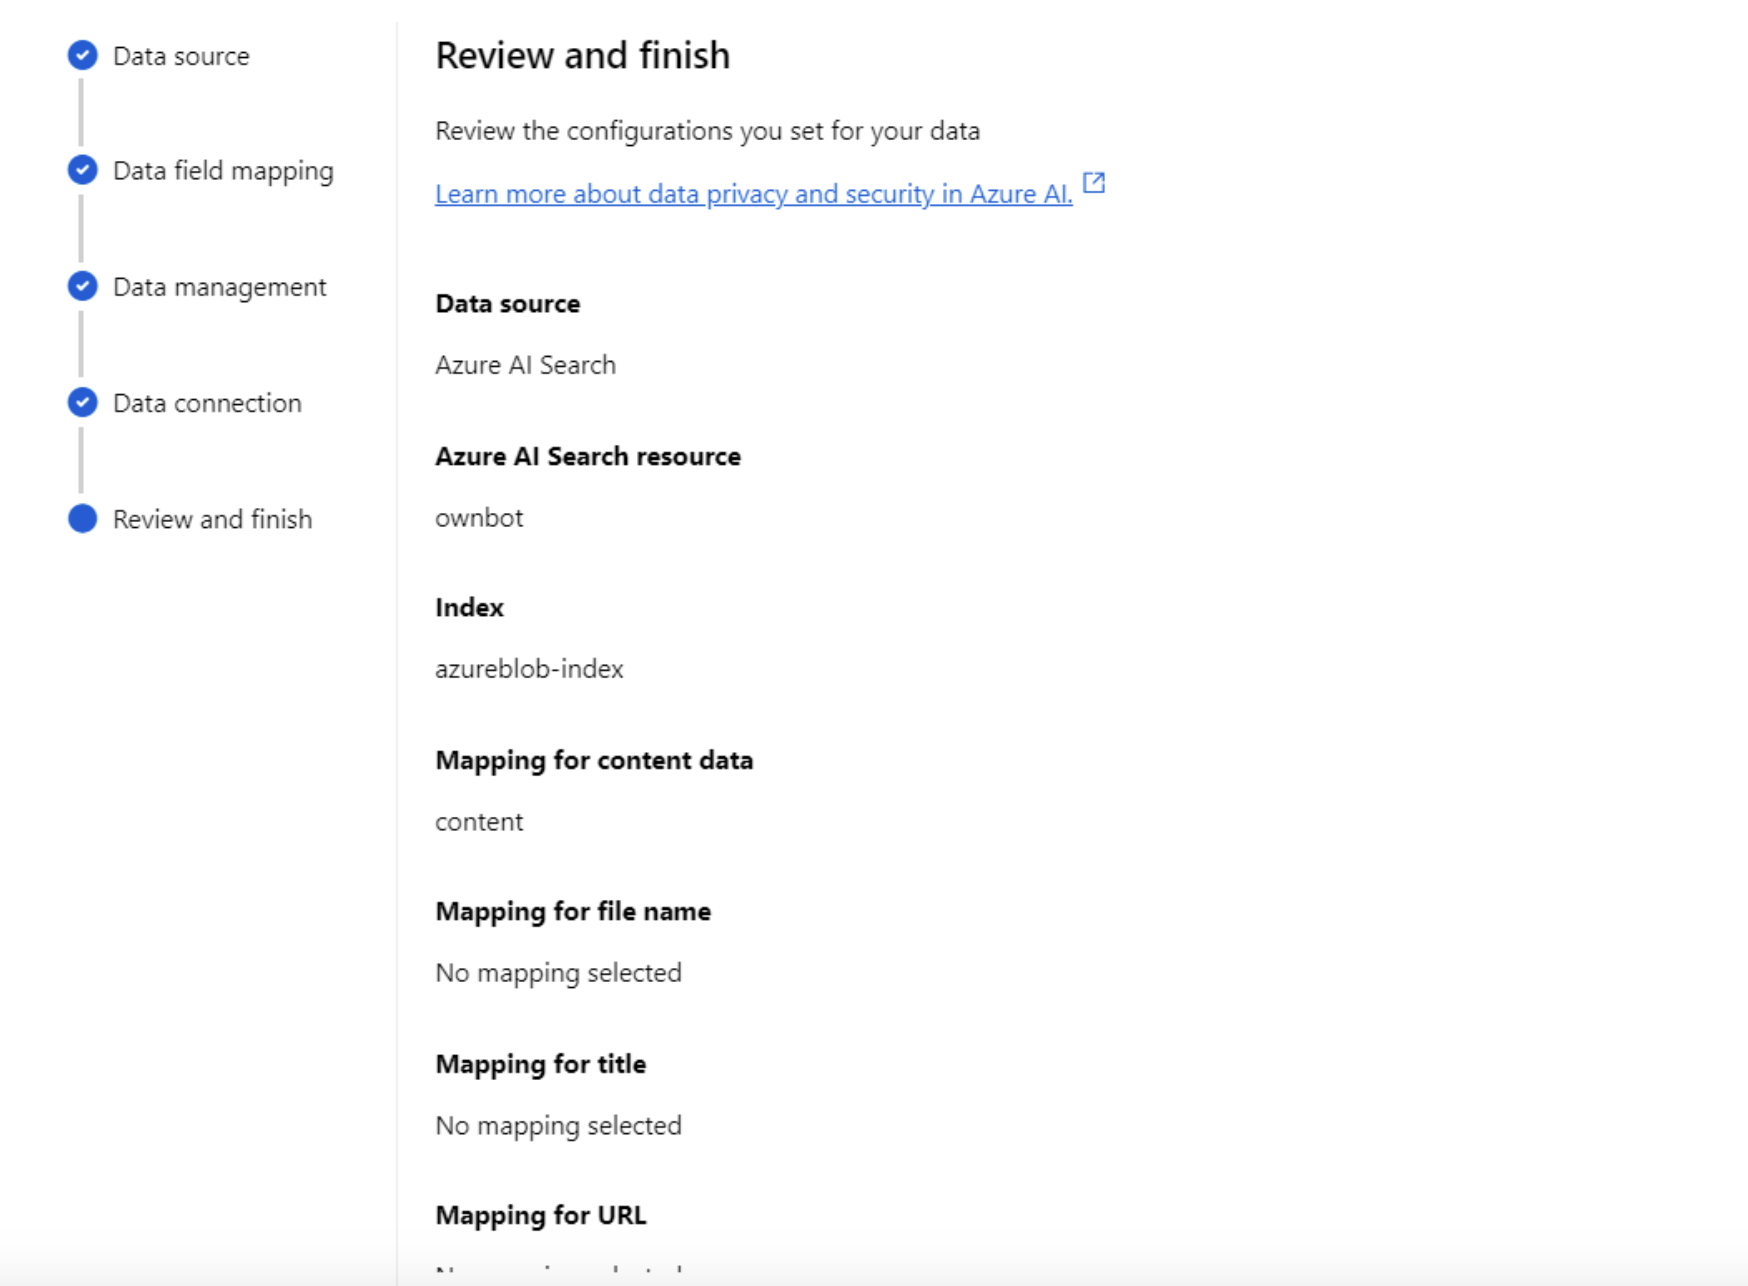 Data source
Data field mapping
Data management
Data connection
Review and finish
Review and finish
Review the configurations you set for your data
Learn more about data privacy and security in Azure AI.
Data source
Azure AI Search
Azure AI Search resource
ownbot
Index
azureblob-index
Mapping for content data
content
Mapping for file name
No mapping selected
Mapping for title
No mapping selected
Mapping for URL